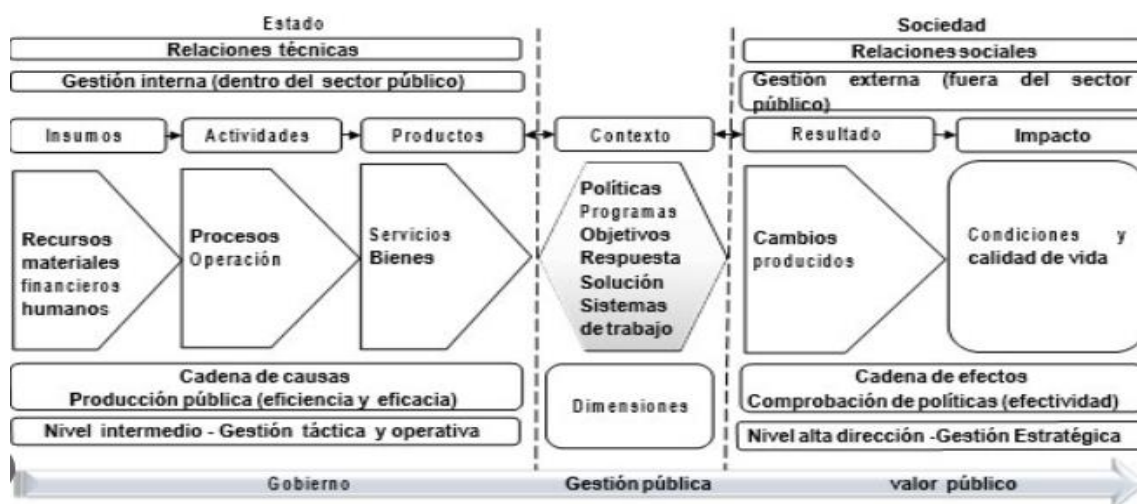 Estado
Sociedad
Relaciones técnicas
Relaciones sociales
Gestión interna (dentro del sector público)
Gestión externa (fuera del sector
público)
Insumos
Actividades
Productos
Contexto
Resultado
Impacto
Recursos
materiales
financieros
humanos
Procesos
Operación
Servicios
Bienes
Políticas
Programas
Objetivos
Respuesta
Solución
Sistemas
de trabajo
Cambios
producidos
Condiciones y
calidad de vida
Cadena de causas
Producción pública (eficiencia y eficacia)
Dimensiones
Cadena de efectos
Comprobación de políticas (efectividad)
Nivel intermedio - Gestión táctica y operativa
Nivel alta dirección -Gestión Estratégica
Gobierno
Gestión pública
valor público